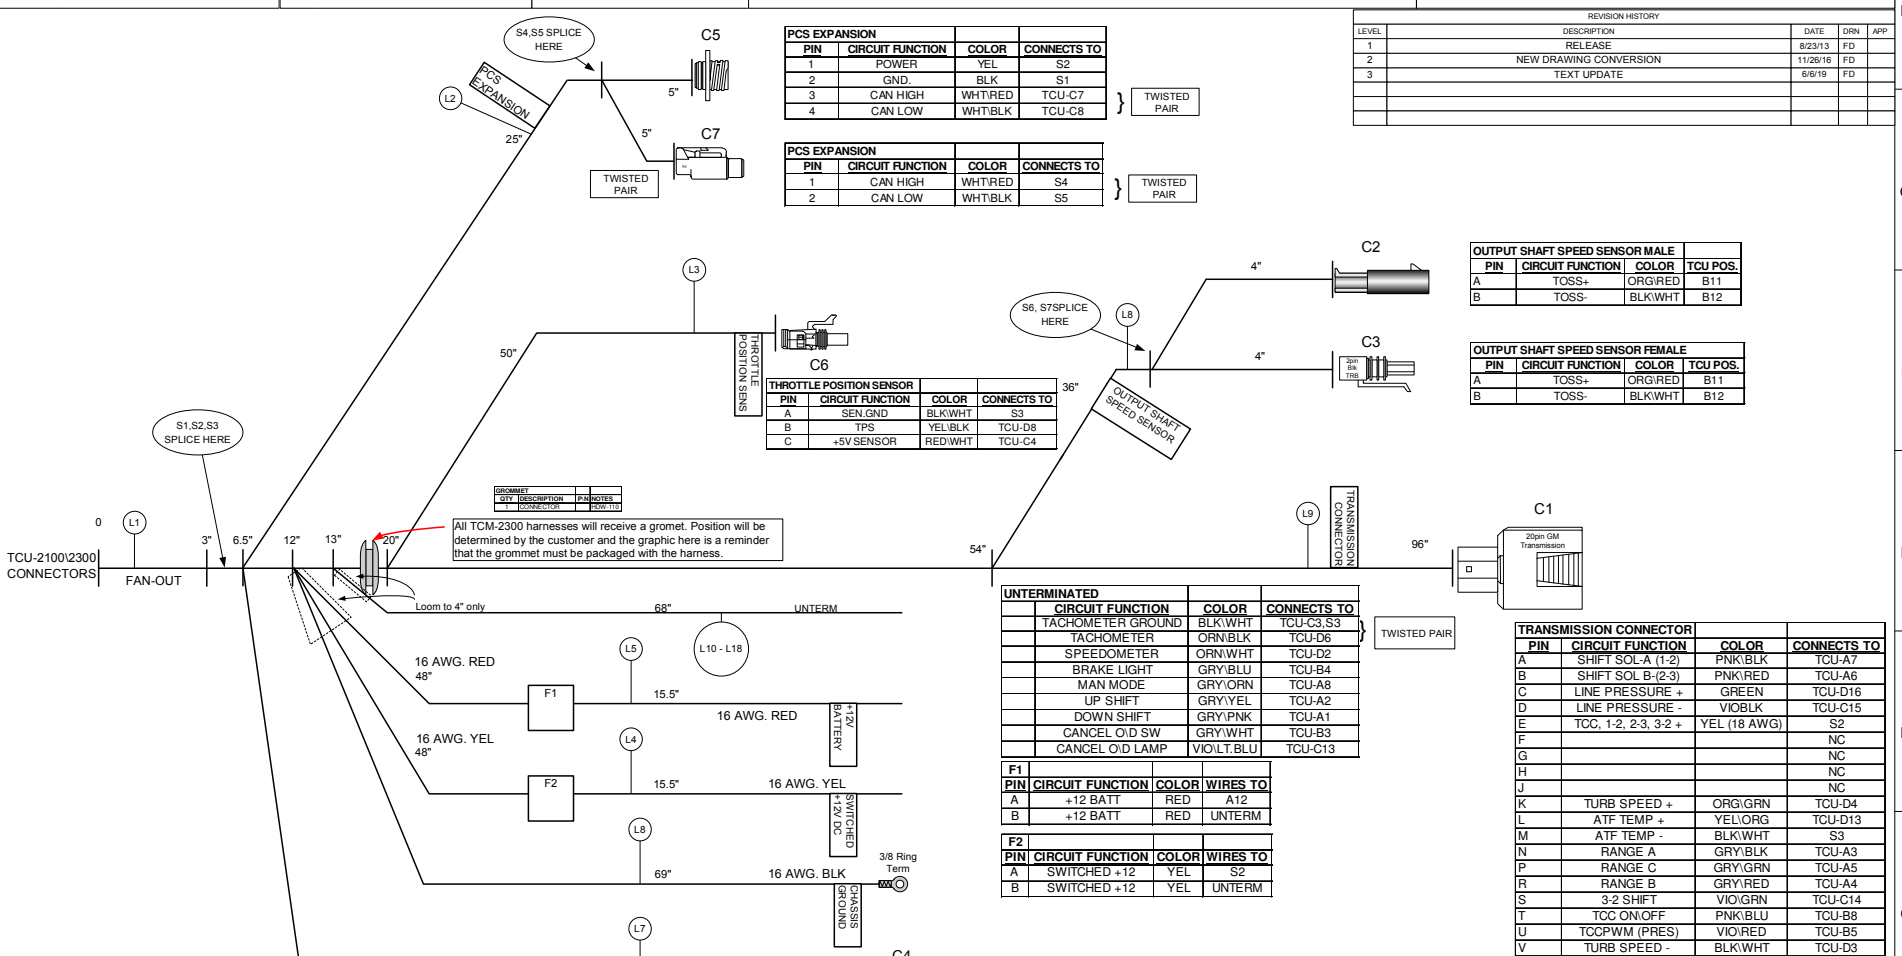 REVISION HISTORY
LEVEL DESCRIPTION DATE DRN APP
1 RELEASE 8/23/13 FD
2 NEW DRAWING CONVERSION 11/26/16 FD
3 TEXT UPDATE 6/6/19 FD
S4,S5 SPLICE
HERE
C5
PCS EXPANSION
PIN CIRCUIT FUNCTION COLOR CONNECTS TO
1 POWER YEL S2
2 GND. BLK S1
3 CAN HIGH WHT\RED TCU-C7
4 CAN LOW WHT\BLK TCU-C8
} TWISTED
PAIR
PCS
EXPANSION
L2
25"
5"
5"
C7
TWISTED
PAIR
PCS EXPANSION
PIN CIRCUIT FUNCTION COLOR CONNECTS TO
1 CAN HIGH WHT\RED S4
2 CAN LOW WHT\BLK S5
} TWISTED
PAIR
L3
50"
THROTTLE
POSITION SENS
C6
THROTTLE POSITION SENSOR
PIN CIRCUIT FUNCTION COLOR CONNECTS TO
A SEN.GND BLK\WHT S3
B TPS YEL\BLK TCU-D8
C +5V SENSOR RED\WHT TCU-C4
36"
S6, S7SPLICE
HERE
L8
4"
C2
4"
C3
2pin
Blk
TRB
OUTPUT SHAFT
SPEED SENSOR
OUTPUT SHAFT SPEED SENSOR MALE
PIN CIRCUIT FUNCTION COLOR TCU POS.
A TOSS+ ORG\RED B11
B TOSS- BLK\WHT B12
OUTPUT SHAFT SPEED SENSOR FEMALE
PIN CIRCUIT FUNCTION COLOR TCU POS.
A TOSS+ ORG\RED B11
B TOSS- BLK\WHT B12
S1,S2,S3
SPLICE HERE
GROMMET
QTY DESCRIPTION P\N NOTES
1 CONNECTOR HDW-110
All TCM-2300 harnesses will receive a gromet. Position will be
determined by the customer and the graphic here is a reminder
that the grommet must be packaged with the harness.
0
L1
3"
6.5"
12"
13"
20"
54"
L9
TRANSMISSION
CONNECTOR
96"
C1
20pin GM
Transmission
TCU-2100\2300
CONNECTORS
FAN-OUT
Loom to 4" only
68"
UNTERM
L10 - L18
16 AWG. RED
48"
F1
L5
15.5"
16 AWG. RED
+12V
BATTERY
16 AWG. YEL
48"
F2
L4
15.5"
16 AWG. YEL
SWITCHED
+12V DC
L8
69"
16 AWG. BLK
3/8 Ring
Term
CHASSIS
GROUND
L7
C4
UNTERMINATED
CIRCUIT FUNCTION COLOR CONNECTS TO
TACHOMETER GROUND BLK\WHT TCU-C3,S3
TACHOMETER ORN\BLK TCU-D6
SPEEDOMETER ORN\WHT TCU-D2
BRAKE LIGHT GRY\BLU TCU-B4
MAN MODE GRY\ORN TCU-A8
UP SHIFT GRY\YEL TCU-A2
DOWN SHIFT GRY\PNK TCU-A1
CANCEL O\D SW GRY\WHT TCU-B3
CANCEL O\D LAMP VIO\LT.BLU TCU-C13
} TWISTED PAIR
F1
PIN CIRCUIT FUNCTION COLOR WIRES TO
A +12 BATT RED A12
B +12 BATT RED UNTERM
F2
PIN CIRCUIT FUNCTION COLOR WIRES TO
A SWITCHED +12 YEL S2
B SWITCHED +12 YEL UNTERM
TRANSMISSION CONNECTOR
PIN CIRCUIT FUNCTION COLOR CONNECTS TO
A SHIFT SOL-A (1-2) PNK\BLK TCU-A7
B SHIFT SOL B-(2-3) PNK\RED TCU-A6
C LINE PRESSURE + GREEN TCU-D16
D LINE PRESSURE - VIOBLK TCU-C15
E TCC, 1-2, 2-3, 3-2 + YEL (18 AWG) S2
F NC
G NC
H NC
J NC
K TURB SPEED + ORG\GRN TCU-D4
L ATF TEMP + YEL\ORG TCU-D13
M ATF TEMP - BLK\WHT S3
N RANGE A GRY\BLK TCU-A3
P RANGE C GRY\GRN TCU-A5
R RANGE B GRY\RED TCU-A4
S 3-2 SHIFT VIO\GRN TCU-C14
T TCC ON\OFF PNK\BLU TCU-B8
U TCCPWM (PRES) VIO\RED TCU-B5
V TURB SPEED - BLK\WHT TCU-D3